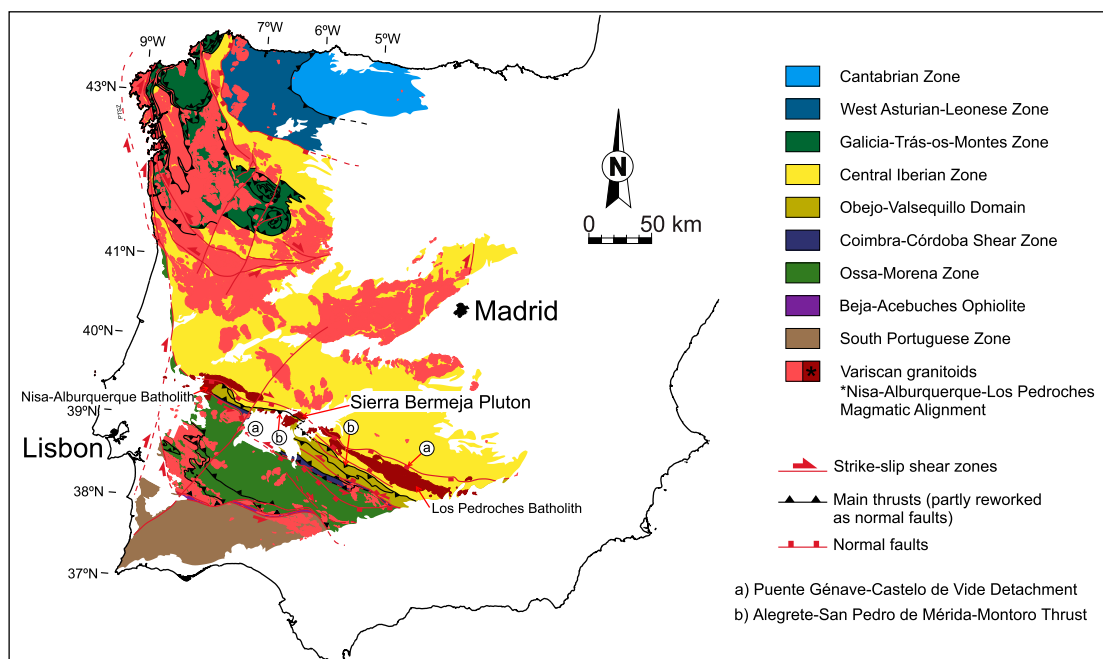 9ºW
7ºW
6ºW
5ºW
43ºN
PTSZ
41ºN
40ºN
39ºN
38ºN
37ºN
N
0 50 km
Madrid
Nisa-Alburquerque Batholith
Sierra Bermeja Pluton
Lisbon
a
b
b
a
Los Pedroches Batholith
Cantabrian Zone
West Asturian-Leonese Zone
Galicia-Trás-os-Montes Zone
Central Iberian Zone
Obejo-Valsequillo Domain
Coimbra-Córdoba Shear Zone
Ossa-Morena Zone
Beja-Acebuches Ophiolite
South Portuguese Zone
* Variscan granitoids
*Nisa-Alburquerque-Los Pedroches
Magmatic Alignment
Strike-slip shear zones
Main thrusts (partly reworked
as normal faults)
Normal faults
a) Puente Génave-Castelo de Vide Detachment
b) Alegrete-San Pedro de Mérida-Montoro Thrust